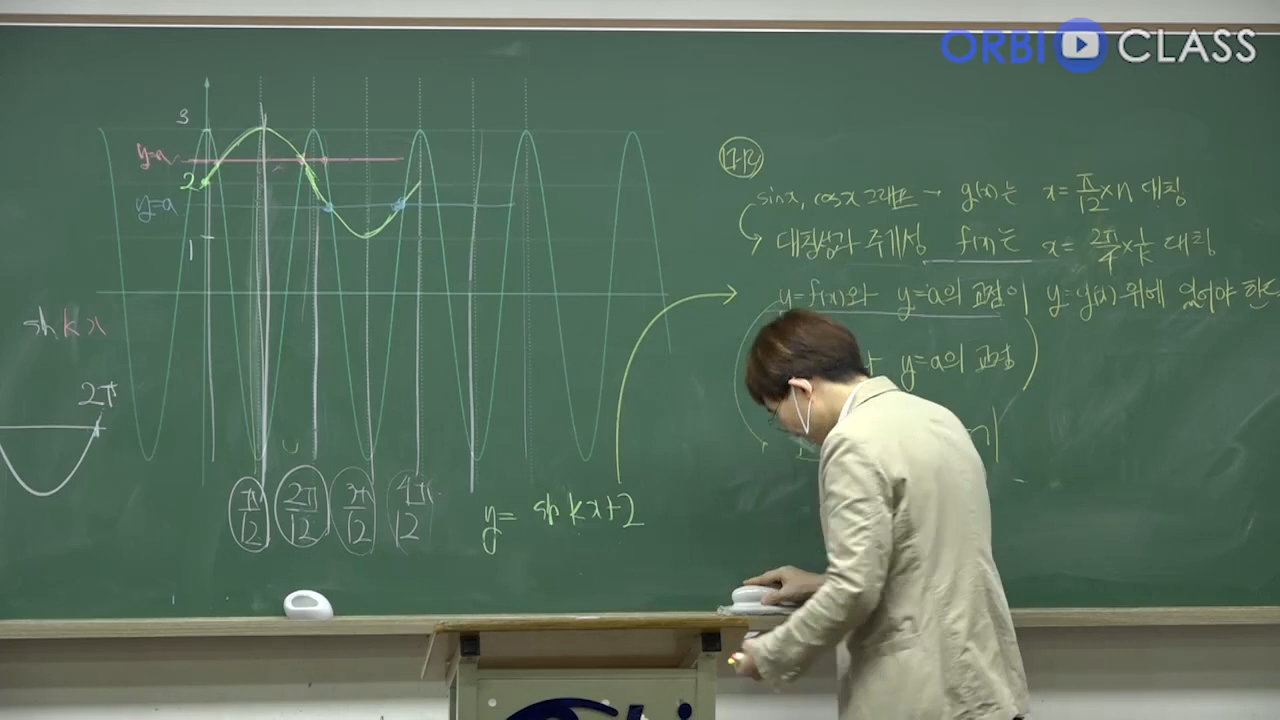 ORBI CLASS
3
y=a
2
y=a
1
sin kx
2π
π/12 2π/12 3π/12 4π/12
y= sin kx+2
sinx, cosx 그래프 → g(x)는 x= π/12 × n 대칭
대칭성과 주기성 f(x)는 x= 2π/4 × 1/k 대칭
y=f(x)와 y=a의 교점이 y=g(x) 위에 있어야 한다
y=a의 교점